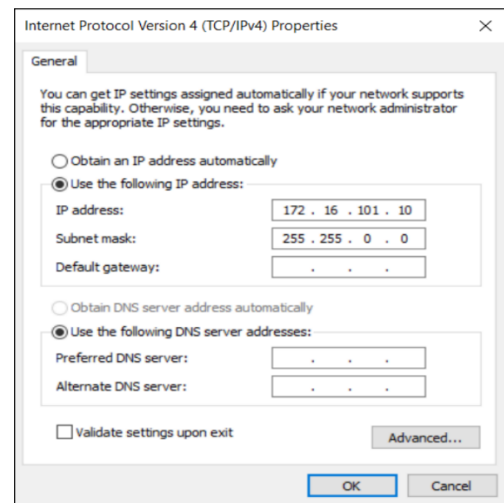 Internet Protocol Version 4 (TCP/IPv4) Properties
General
You can get IP settings assigned automatically if your network supports
this capability. Otherwise, you need to ask your network administrator
for the appropriate IP settings.
Obtain an IP address automatically
Use the following IP address:
IP address: 172 . 16 . 101 . 10
Subnet mask: 255 . 255 . 0 . 0
Default gateway: . . .
Obtain DNS server address automatically
Use the following DNS server addresses:
Preferred DNS server: . . .
Alternate DNS server: . . .
Validate settings upon exit
Advanced...
OK Cancel